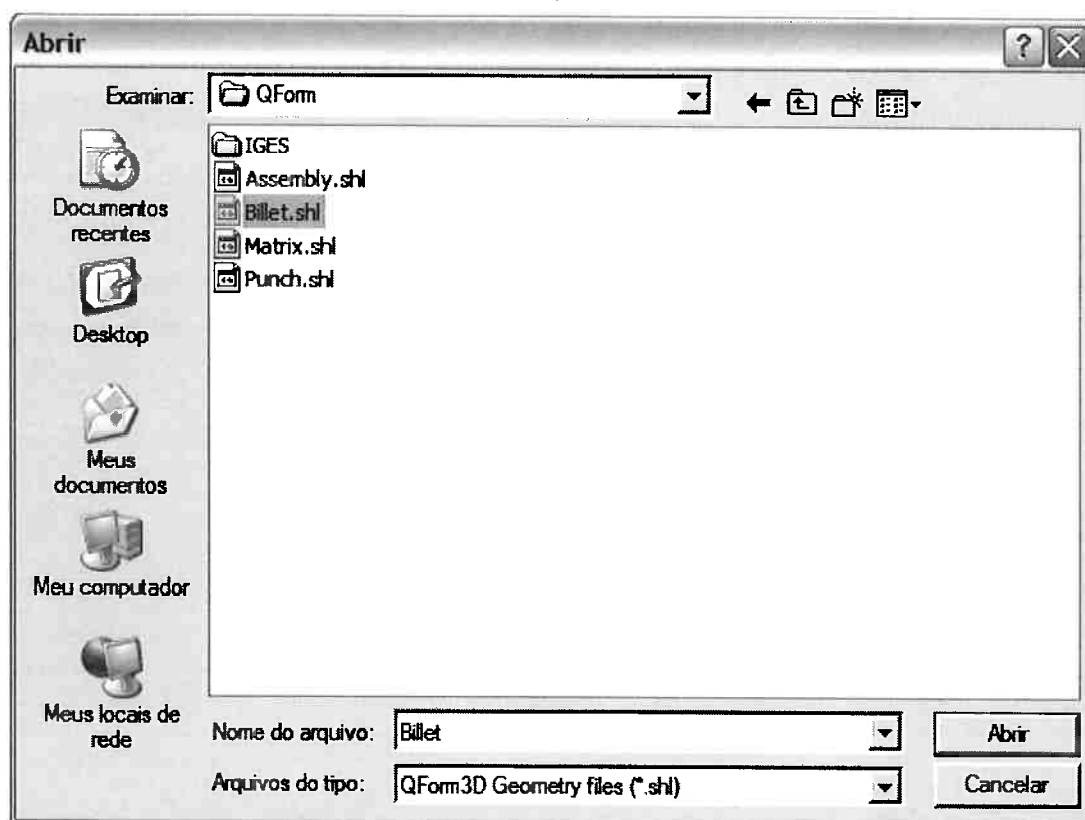 Abrir
Examinar: QForm
IGES
Assembly.shl
Billet.shl
Matrix.shl
Punch.shl
Documentos
recentes
Desktop
Meus
documentos
Meu computador
Meus locais de
rede
Nome do arquivo: Billet Abrir
Arquivos do tipo: QForm3D Geometry files (*.shl) Cancelar